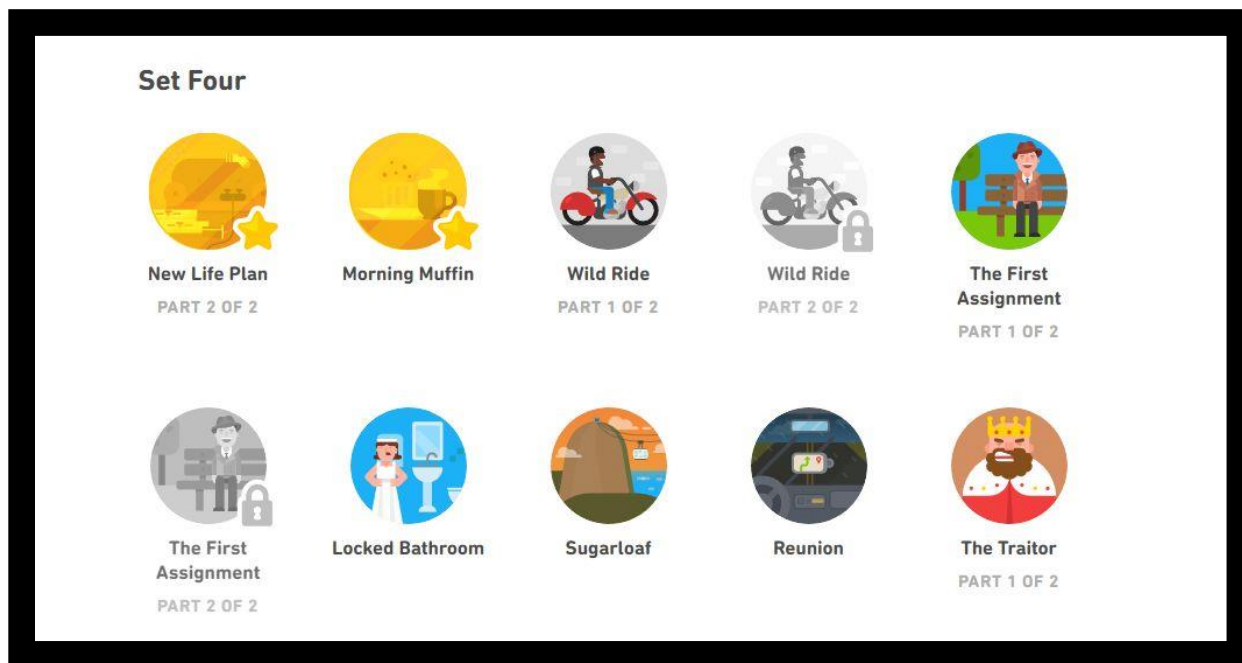 Set Four
New Life Plan
PART 2 OF 2
Morning Muffin
Wild Ride
PART 1 OF 2
Wild Ride
PART 2 OF 2
The First
Assignment
PART 1 OF 2
The First
Assignment
PART 2 OF 2
Locked Bathroom
Sugarloaf
Reunion
The Traitor
PART 1 OF 2